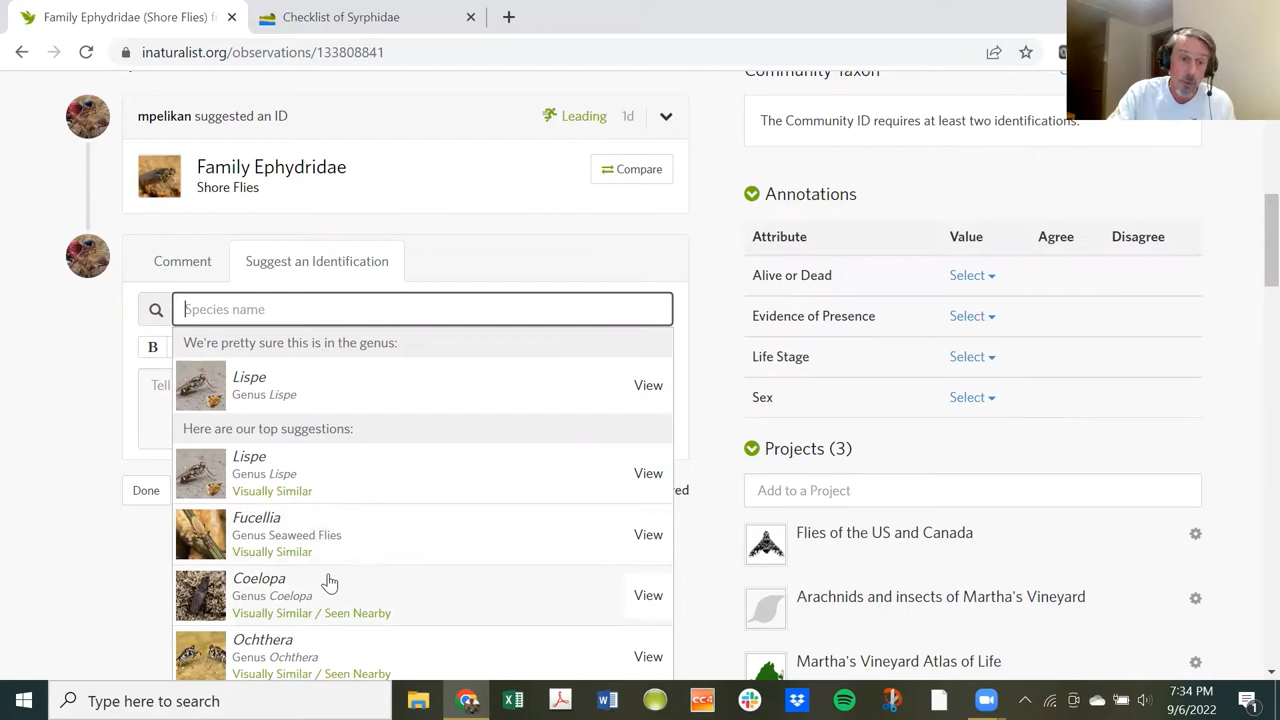 Family Ephydridae (Shore Flies) fi
Checklist of Syrphidae
inaturalist.org/observations/133808841
Community Taxon
mpelikan suggested an ID
Leading
1d
The Community ID requires at least two identifications.
Family Ephydridae
Shore Flies
Compare
Annotations
Attribute Value Agree Disagree
Comment
Suggest an Identification
Alive or Dead Select
Species name
Evidence of Presence Select
B
We're pretty sure this is in the genus:
Life Stage Select
Tell
Lispe
Genus Lispe
View
Sex Select
Here are our top suggestions:
Projects (3)
Lispe
Genus Lispe
Visually Similar
View
Done
Add to a Project
Fucellia
Genus Seaweed Flies
Visually Similar
View
Flies of the US and Canada
Coelopa
Genus Coelopa
Visually Similar / Seen Nearby
View
Arachnids and insects of Martha's Vineyard
Ochthera
Genus Ochthera
Visually Similar / Seen Nearby
View
Martha's Vineyard Atlas of Life
Type here to search
CC4
7:34 PM
9/6/2022
1